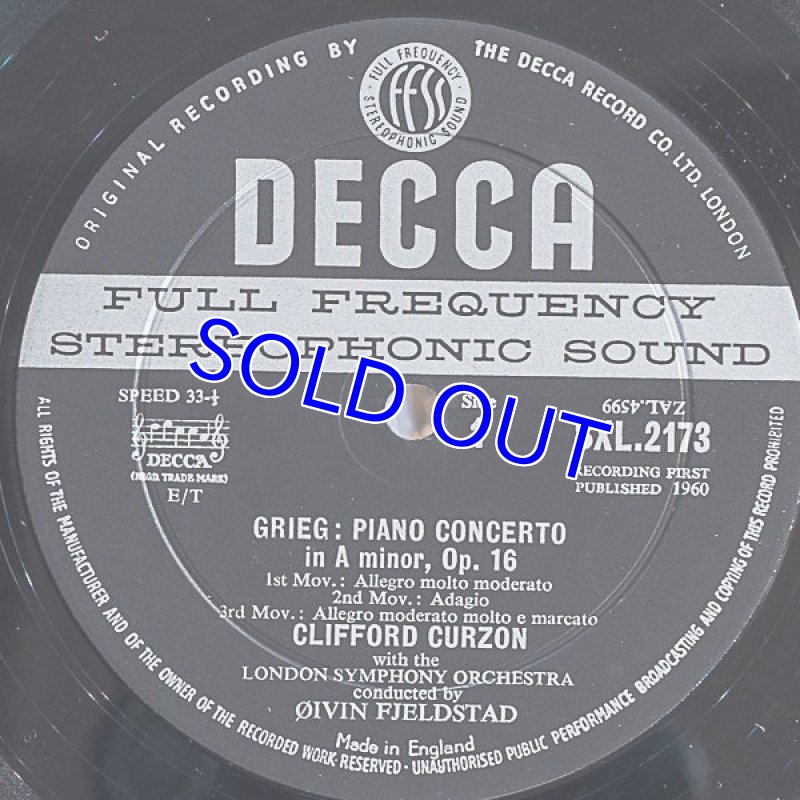 ORIGINAL RECORDING BY
THE DECCA RECORD CO. LTD. LONDON
FULL FREQUENCY
FFSS
STEREOPHONIC SOUND
DECCA
FULL FREQUENCY
STEREOPHONIC SOUND
SOLD OUT
SPEED 33-⅓
Side
ZAL.4599
SXL.2173
DECCA
(REGD. TRADE MARK)
E/T
RECORDING FIRST
PUBLISHED 1960
GRIEG: PIANO CONCERTO
in A minor, Op. 16
1st Mov.: Allegro molto moderato
2nd Mov.: Adagio
3rd Mov.: Allegro moderato molto e marcato
CLIFFORD CURZON
with the
LONDON SYMPHONY ORCHESTRA
conducted by
ØIVIN FJELDSTAD
Made in England
ALL RIGHTS OF THE MANUFACTURER AND OF THE OWNER OF THE RECORDED WORK RESERVED · UNAUTHORISED PUBLIC PERFORMANCE BROADCASTING AND COPYING OF THIS RECORD PROHIBITED